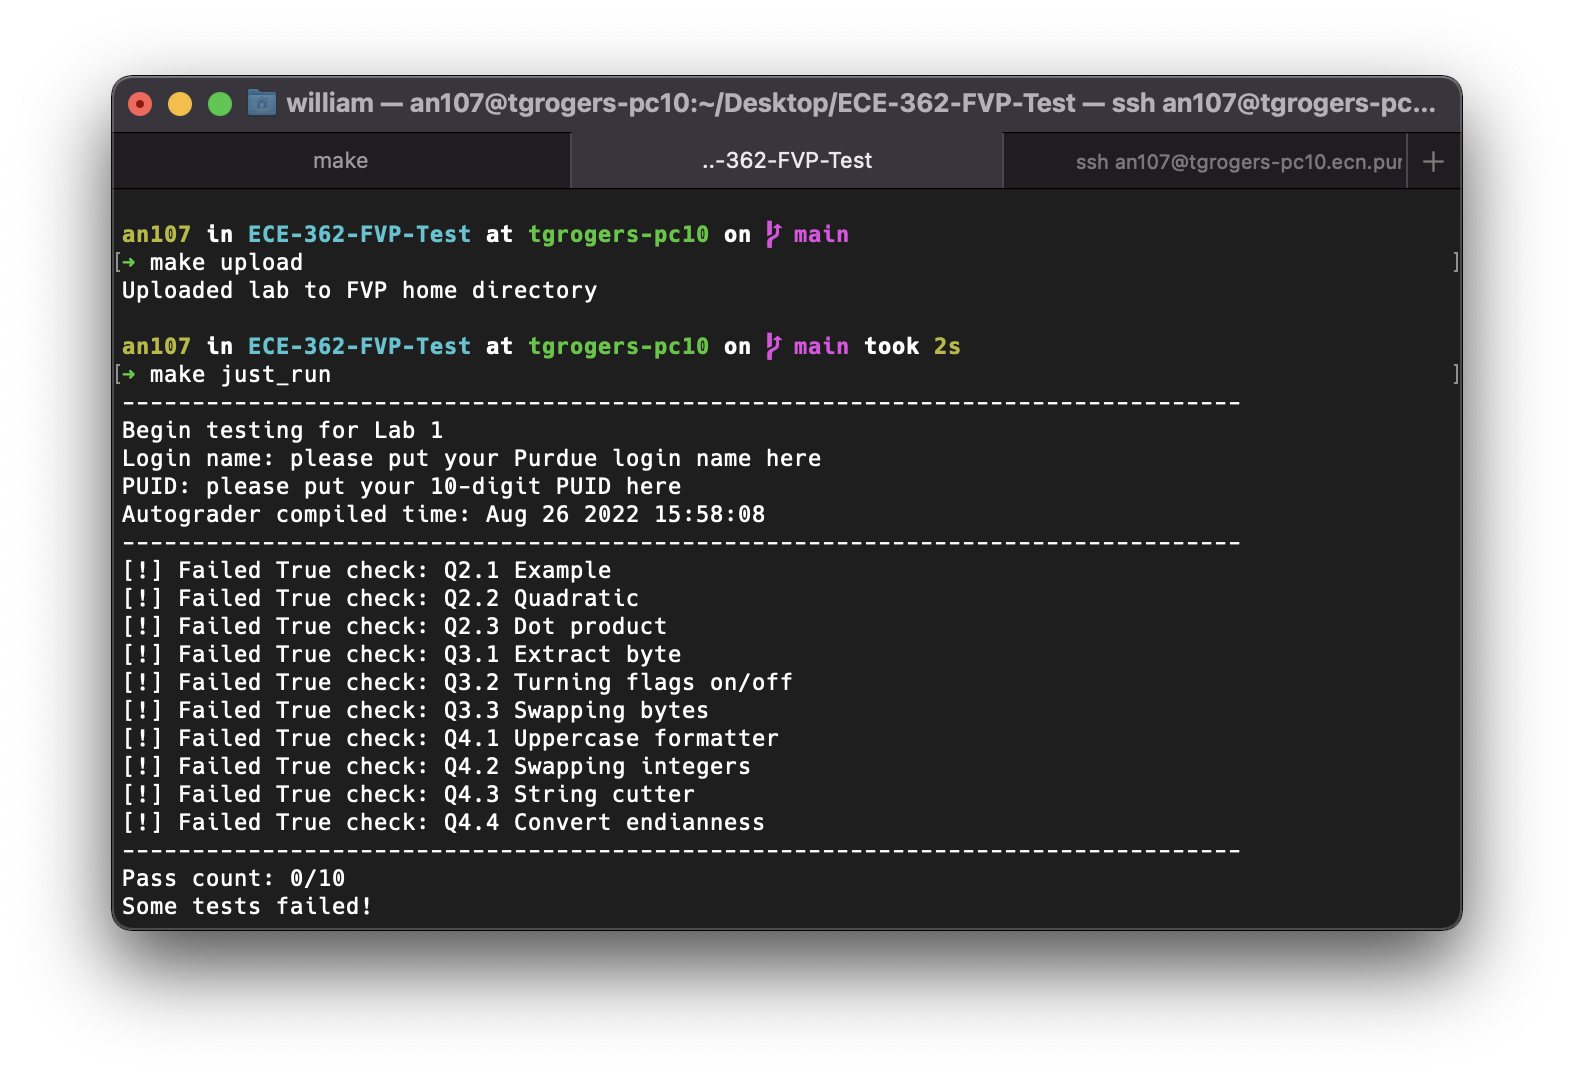 william — an107@tgrogers-pc10:~/Desktop/ECE-362-FVP-Test — ssh an107@tgrogers-pc...
make
..-362-FVP-Test
ssh an107@tgrogers-pc10.ecn.pur
+
an107 in ECE-362-FVP-Test at tgrogers-pc10 on main
[➜ make upload ]
Uploaded lab to FVP home directory
an107 in ECE-362-FVP-Test at tgrogers-pc10 on main took 2s
[➜ make just_run ]
--------------------------------------------------------------------------------
Begin testing for Lab 1
Login name: please put your Purdue login name here
PUID: please put your 10-digit PUID here
Autograder compiled time: Aug 26 2022 15:58:08
--------------------------------------------------------------------------------
[!] Failed True check: Q2.1 Example
[!] Failed True check: Q2.2 Quadratic
[!] Failed True check: Q2.3 Dot product
[!] Failed True check: Q3.1 Extract byte
[!] Failed True check: Q3.2 Turning flags on/off
[!] Failed True check: Q3.3 Swapping bytes
[!] Failed True check: Q4.1 Uppercase formatter
[!] Failed True check: Q4.2 Swapping integers
[!] Failed True check: Q4.3 String cutter
[!] Failed True check: Q4.4 Convert endianness
--------------------------------------------------------------------------------
Pass count: 0/10
Some tests failed!